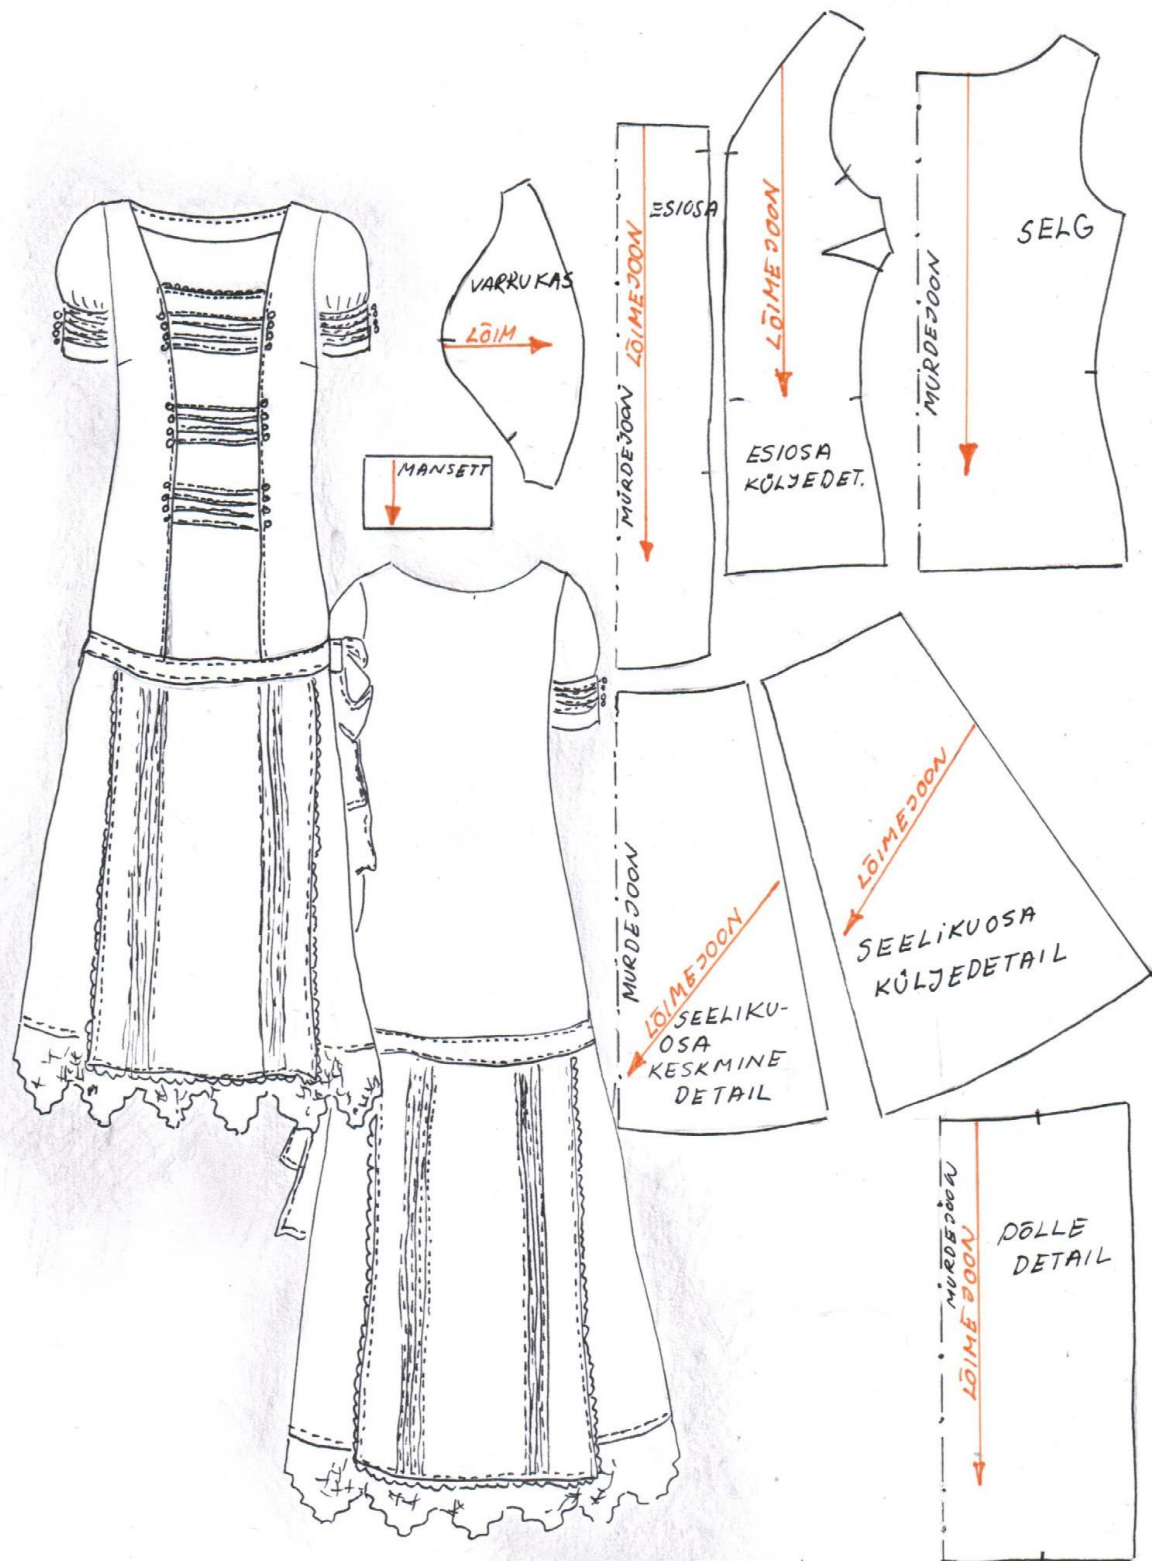 VARRUKAS
LÕIM
MANSETT
ESIOSA
LÕIMEJOON
MURDEJOON
LÕIMEJOON
ESIOSA
KÜLJEDET.
SELG
MURDEJOON
MURDEJOON
LÕIMEJOON
SEELIKU-
OSA
KESKMINE
DETAIL
LÕIMEJOON
SEELIKUOSA
KÜLJEDETAIL
MURDEJOON
LÕIMEJOON
PÕLLE
DETAIL